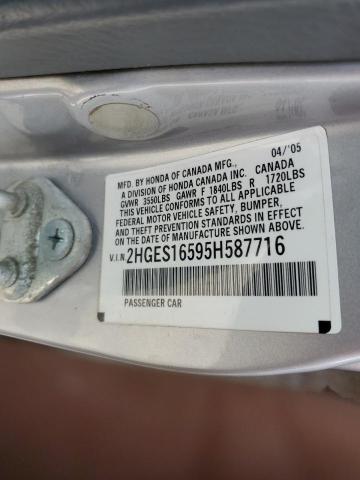 04/'05
MFD. BY HONDA OF CANADA MFG.,
A DIVISION OF HONDA CANADA INC. CANADA
GVWR 3550LBS GAWR F 1840LBS R 1720LBS
THIS VEHICLE CONFORMS TO ALL APPLICABLE
FEDERAL MOTOR VEHICLE SAFETY, BUMPER,
AND THEFT PREVENTION STANDARDS IN EFFECT
ON THE DATE OF MANUFACTURE SHOWN ABOVE.
V.I.N. 2HGES16595H587716
PASSENGER CAR